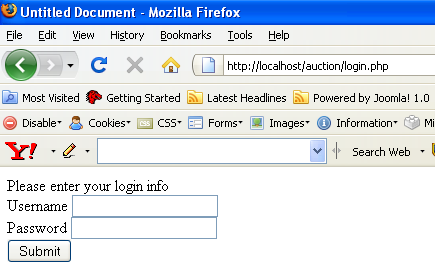 Untitled Document - Mozilla Firefox
File Edit View History Bookmarks Tools Help
http://localhost/auction/login.php
Most Visited Getting Started Latest Headlines Powered by Joomla! 1.0
Disable Cookies CSS Forms Images Information Mi
Y! Search Web
Please enter your login info
Username
Password
Submit